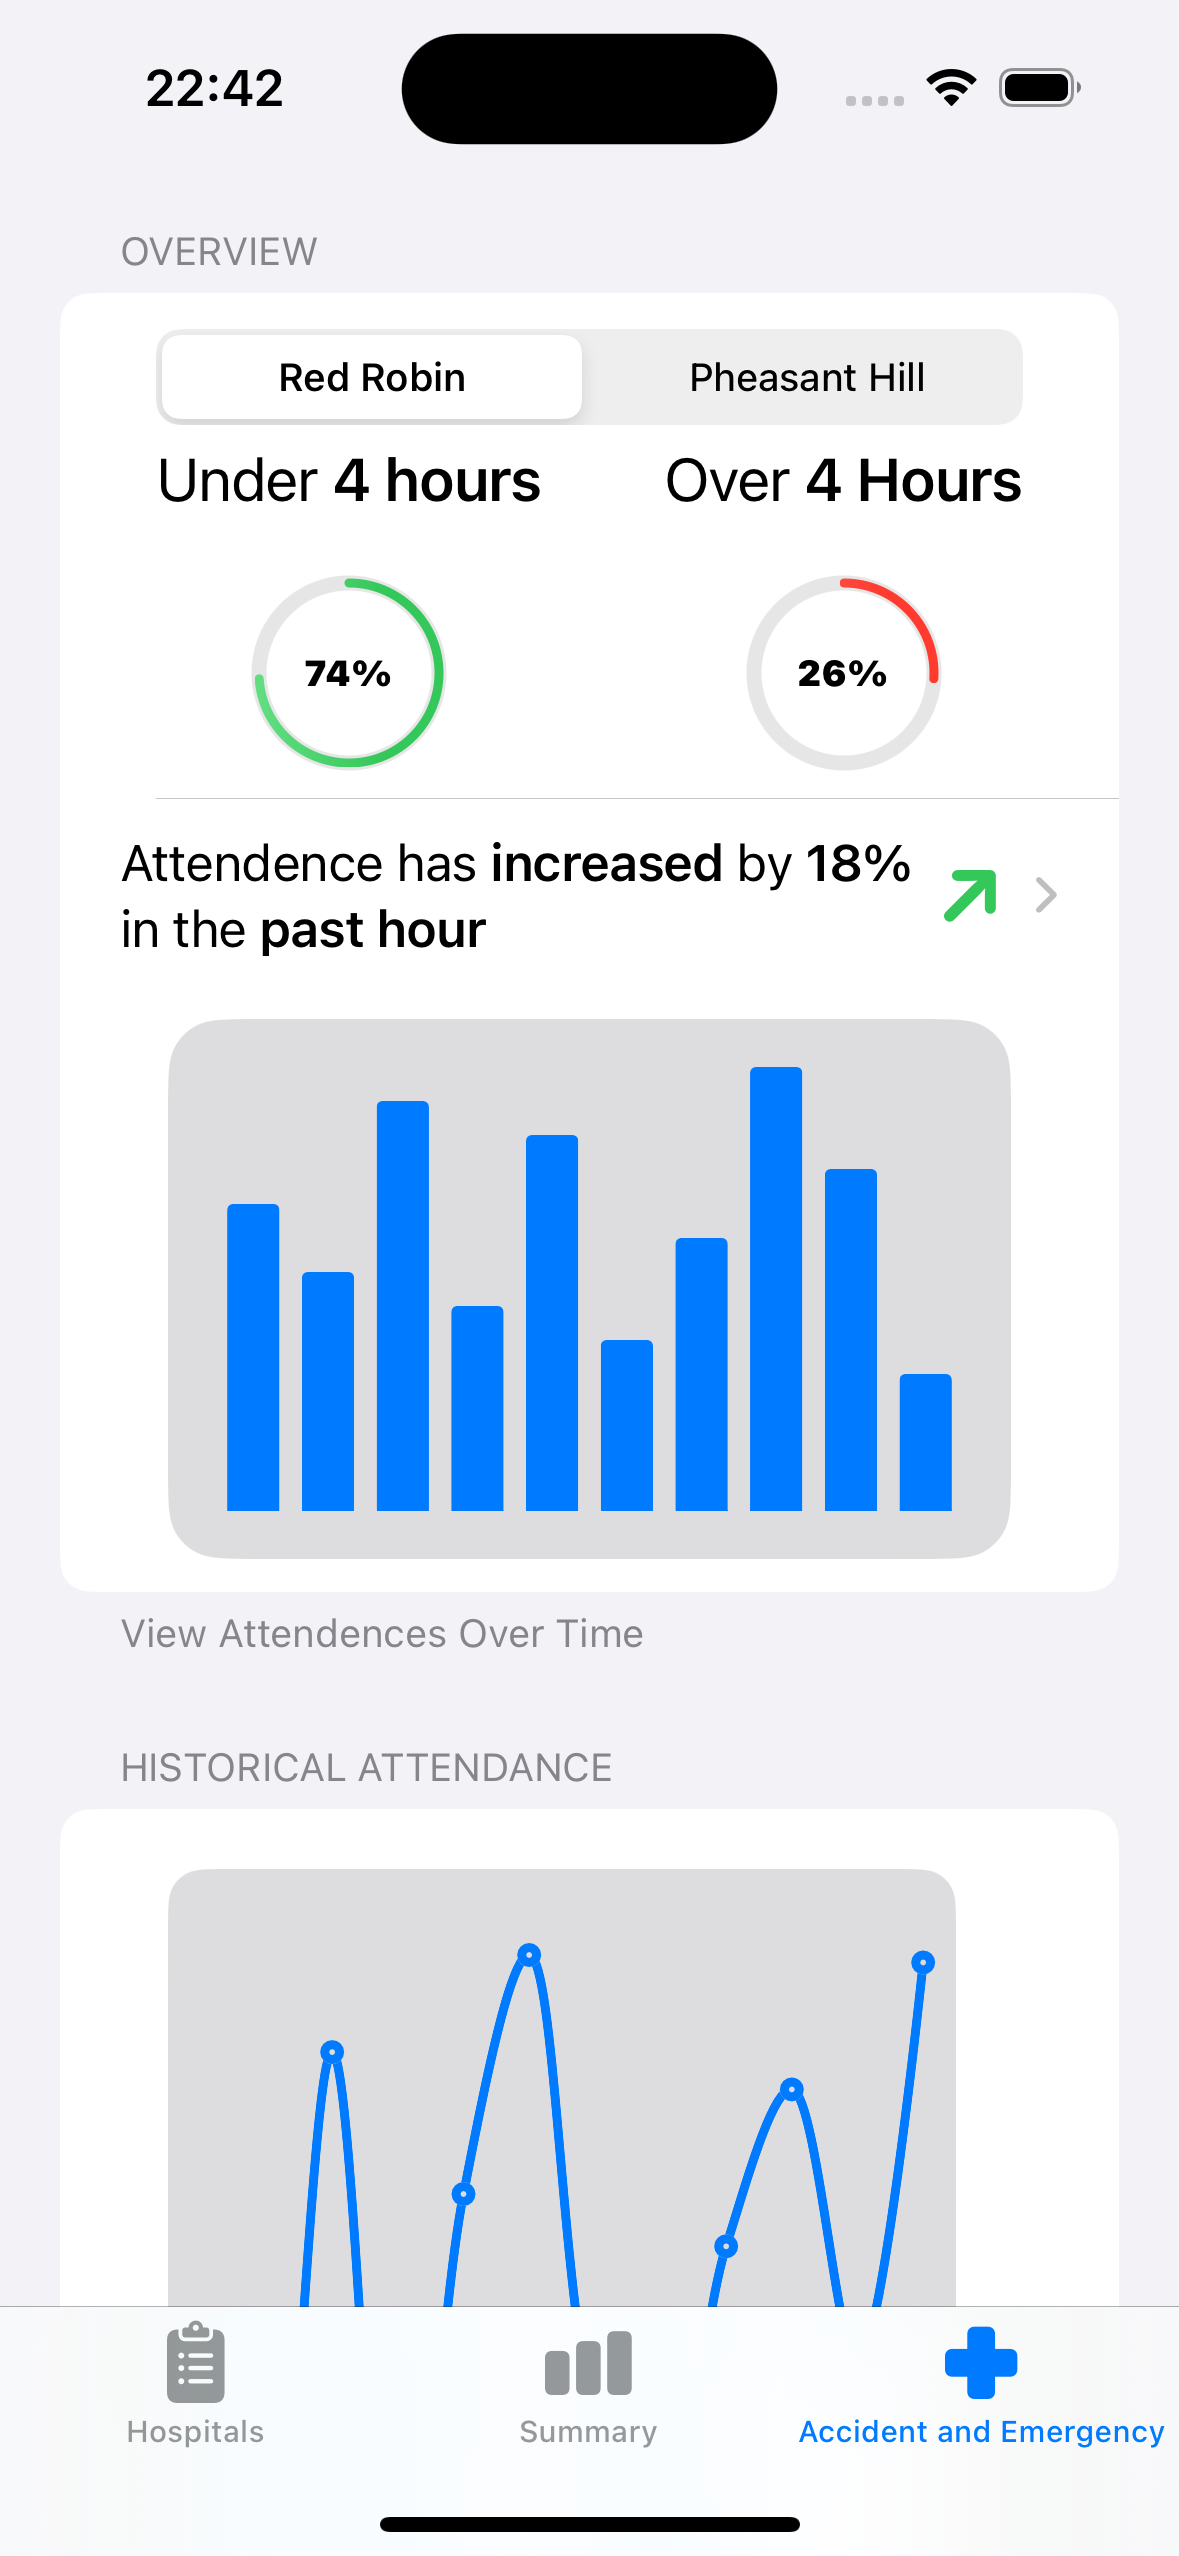 22:42
OVERVIEW
Red Robin
Pheasant Hill
Under 4 hours
Over 4 Hours
74%
26%
Attendence has increased by 18%
in the past hour
View Attendences Over Time
HISTORICAL ATTENDANCE
Hospitals
Summary
Accident and Emergency